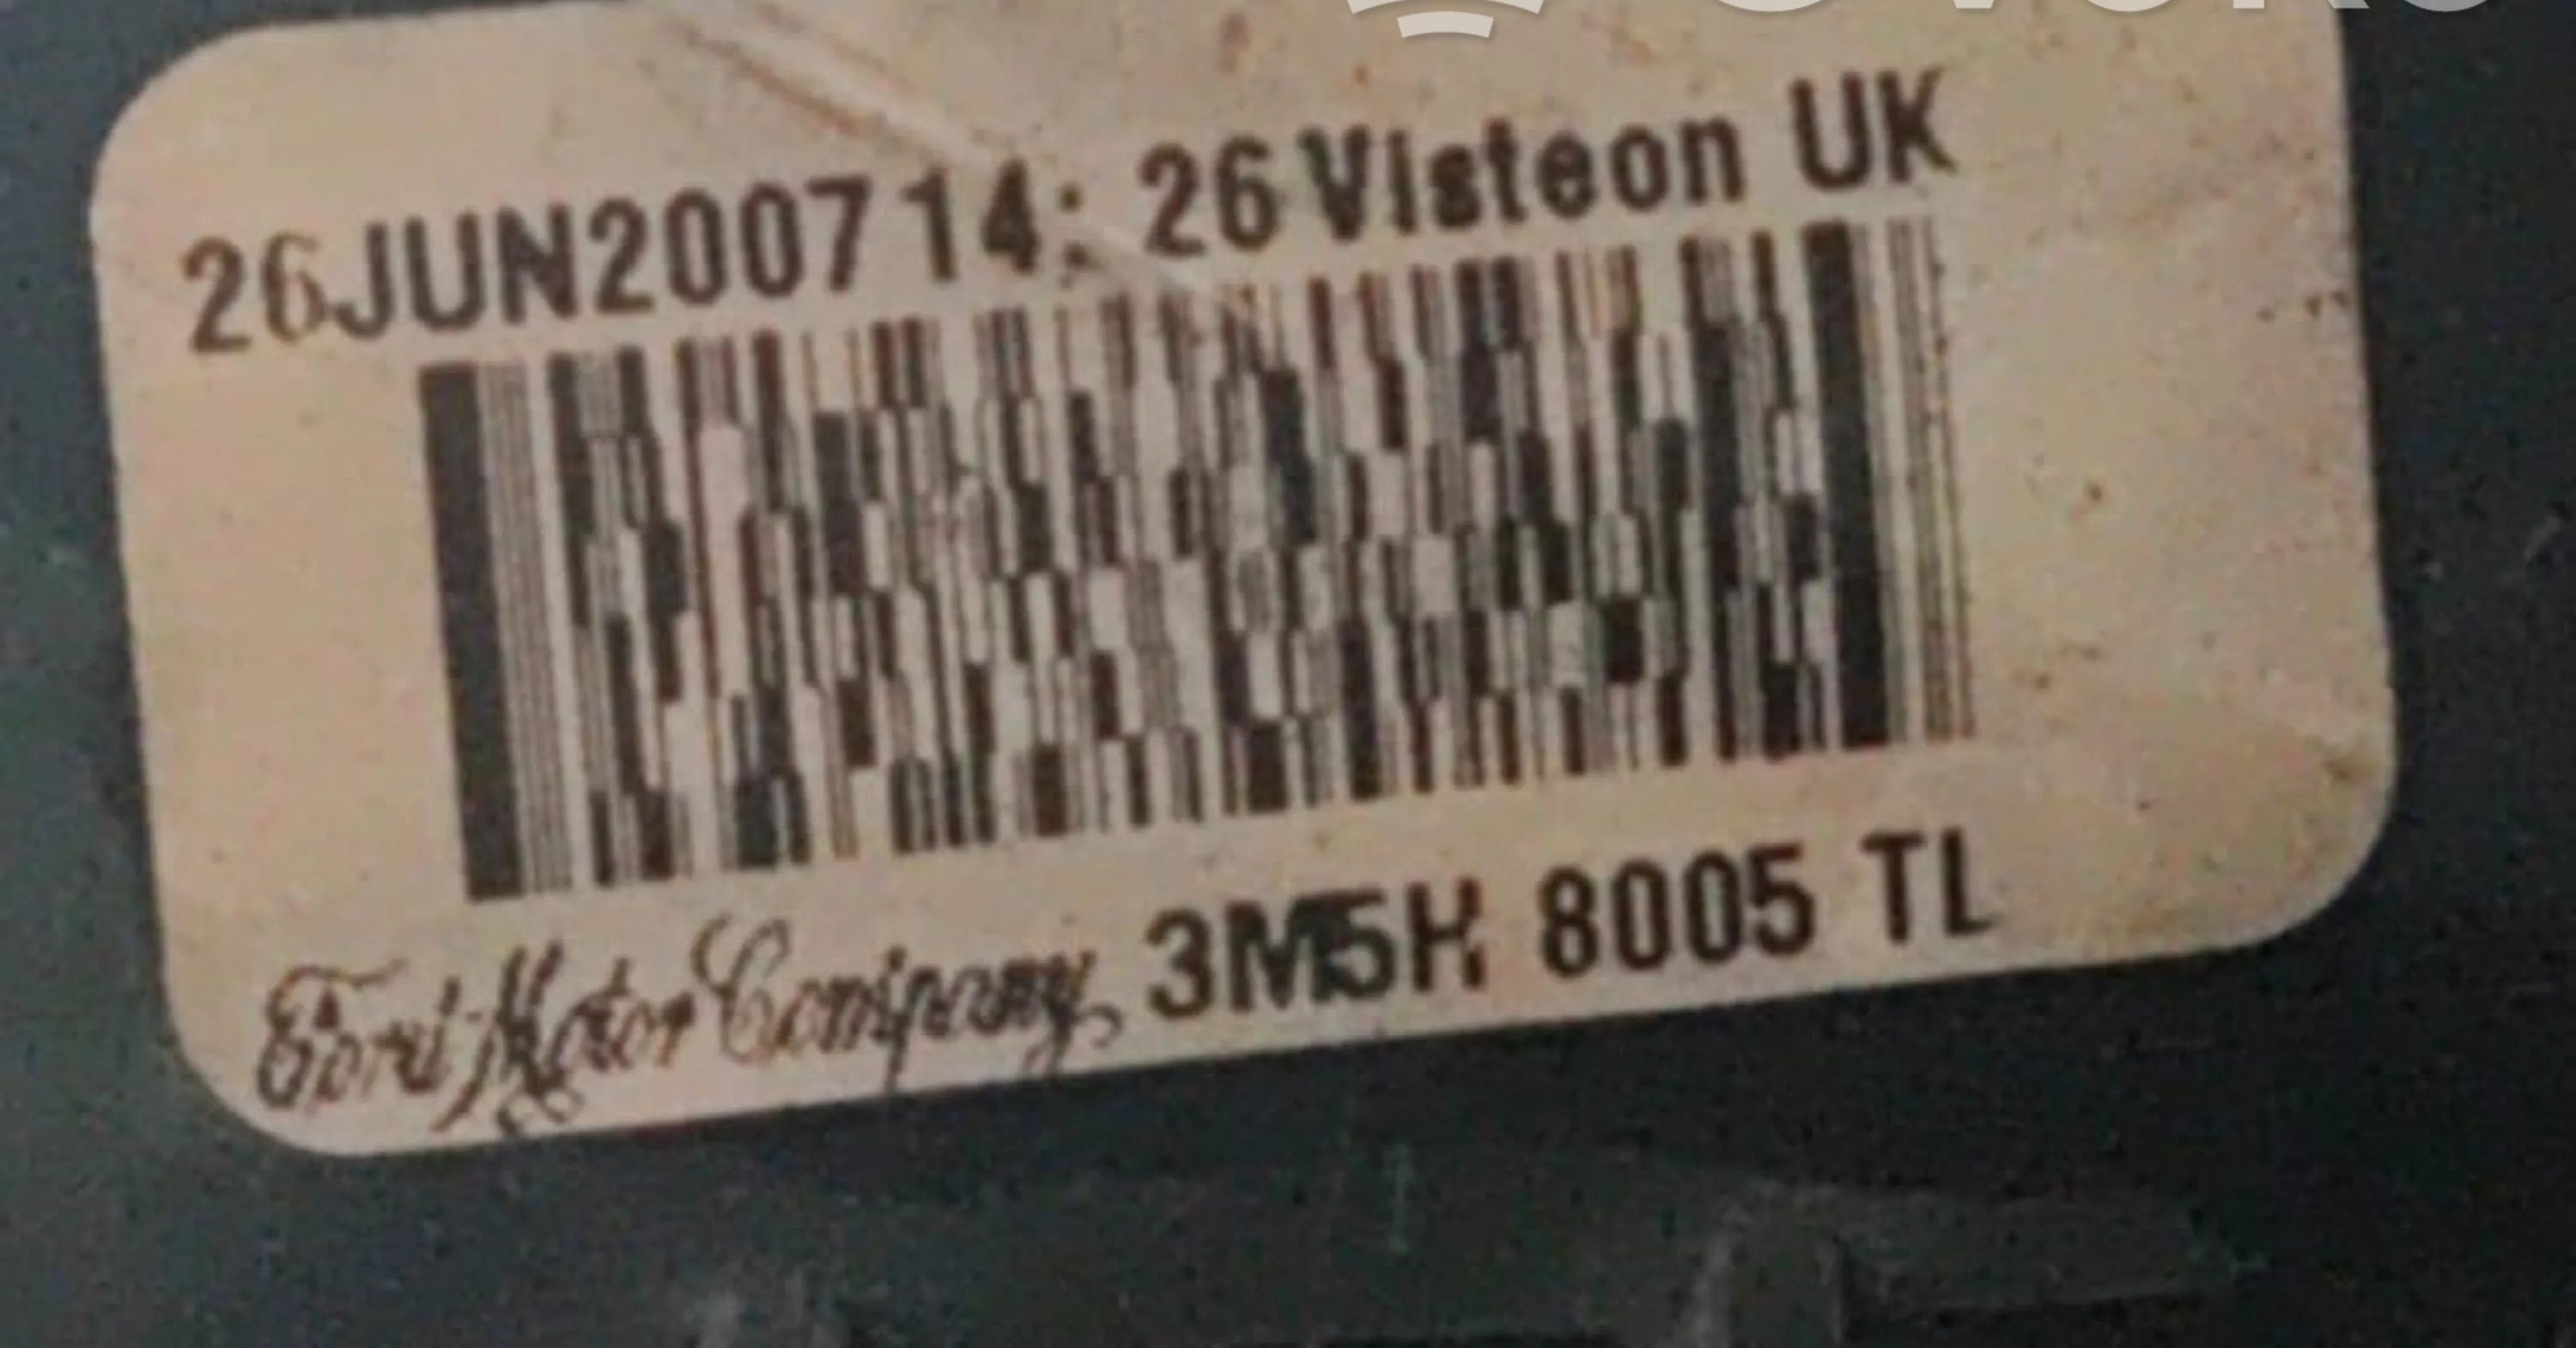 26JUN2007 14: 26 Visteon UK
Ford Motor Company, 3M5H 8005 TL